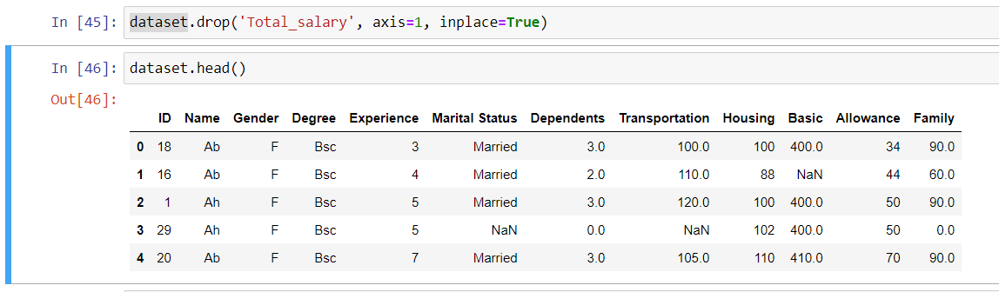 In [45]: dataset.drop('Total_salary', axis=1, inplace=True)
In [46]: dataset.head()
Out[46]:
ID Name Gender Degree Experience Marital Status Dependents Transportation Housing Basic Allowance Family
0 18 Ab F Bsc 3 Married 3.0 100.0 100 400.0 34 90.0
1 16 Ab F Bsc 4 Married 2.0 110.0 88 NaN 44 60.0
2 1 Ah F Bsc 5 Married 3.0 120.0 100 400.0 50 90.0
3 29 Ah F Bsc 5 NaN 0.0 NaN 102 400.0 50 0.0
4 20 Ab F Bsc 7 Married 3.0 105.0 110 410.0 70 90.0